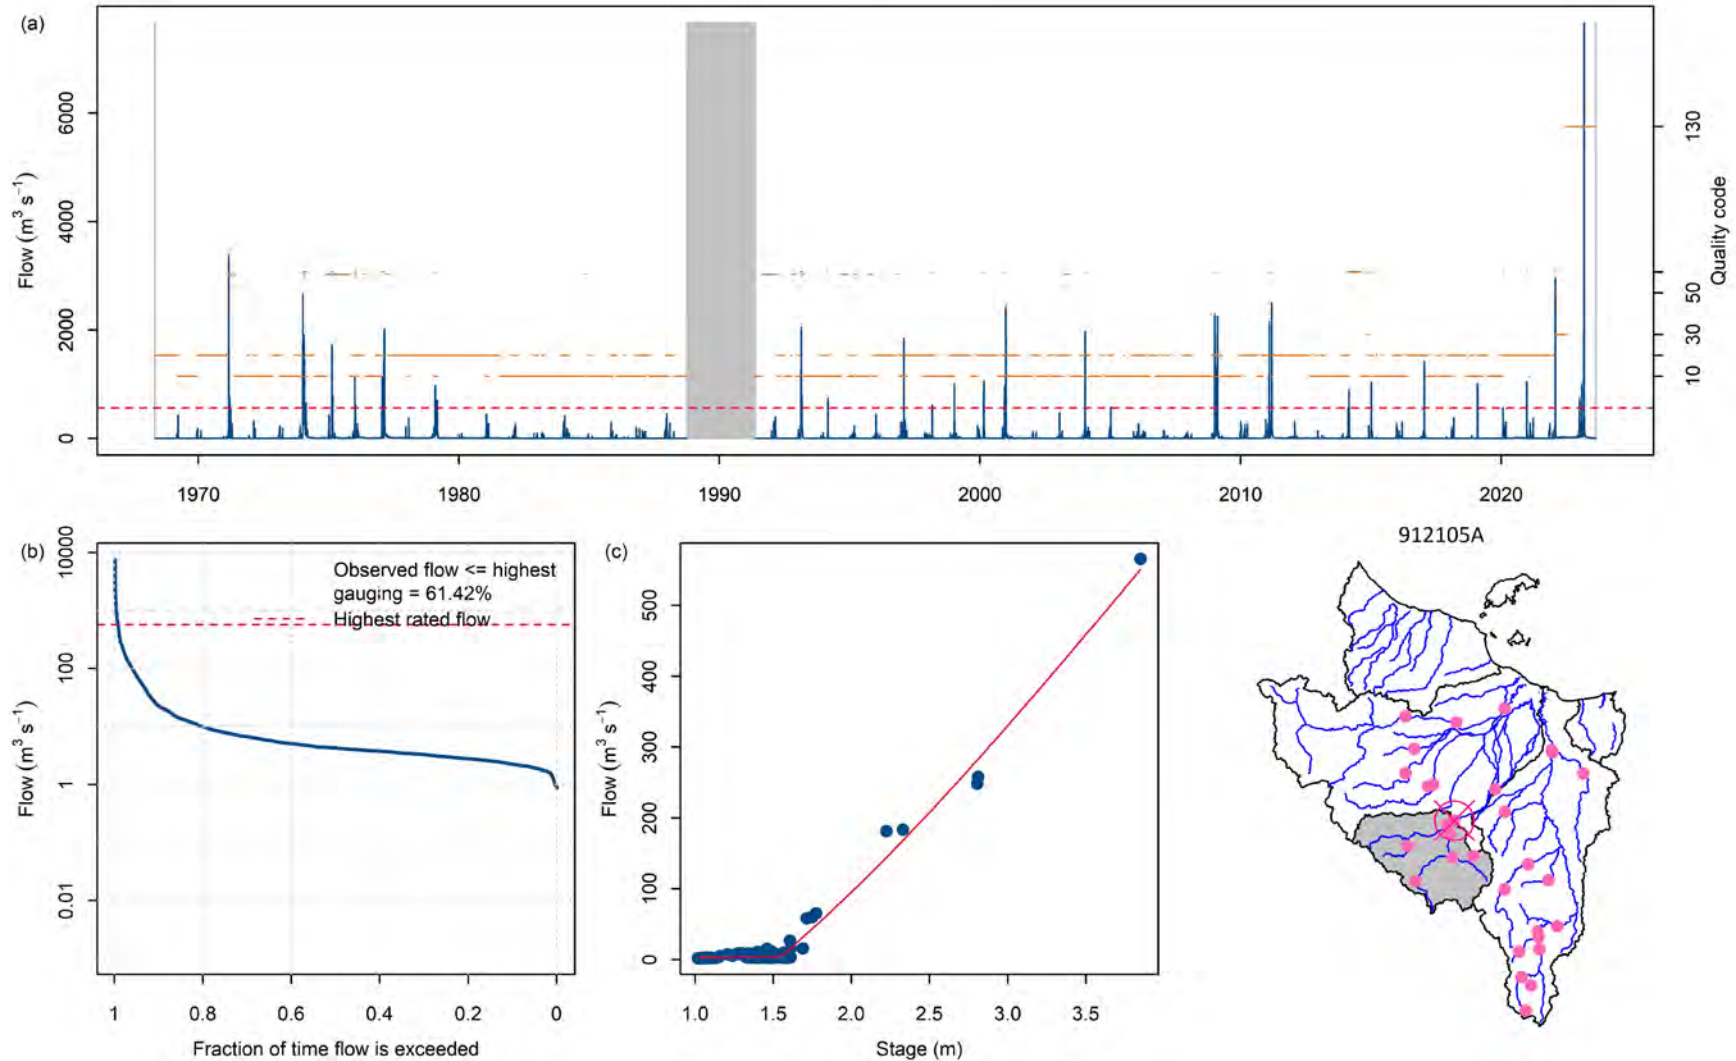 (a)
6000
4000
2000
0
Flow (m³ s⁻¹)
130
50
30
10
Quality code
1970
1980
1990
2000
2010
2020
(b)
10000
100
1
0.01
Flow (m³ s⁻¹)
Observed flow <= highest
gauging = 61.42%
Highest rated flow
1
0.8
0.6
0.4
0.2
0
Fraction of time flow is exceeded
(c)
500
400
300
200
100
0
Flow (m³ s⁻¹)
1.0
1.5
2.0
2.5
3.0
3.5
Stage (m)
912105A